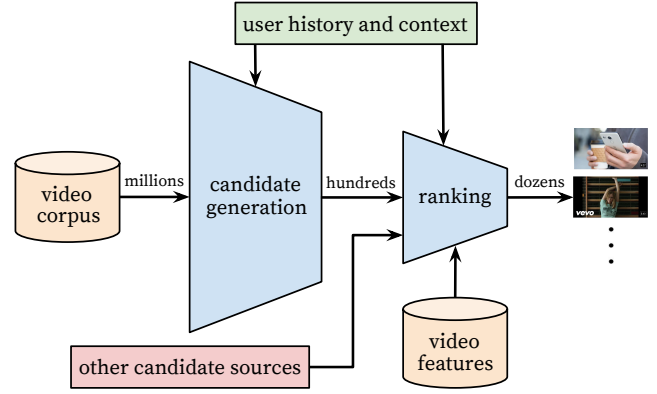 user history and context
video
corpus
millions
candidate
generation
hundreds
ranking
dozens
vevo
other candidate sources
video
features